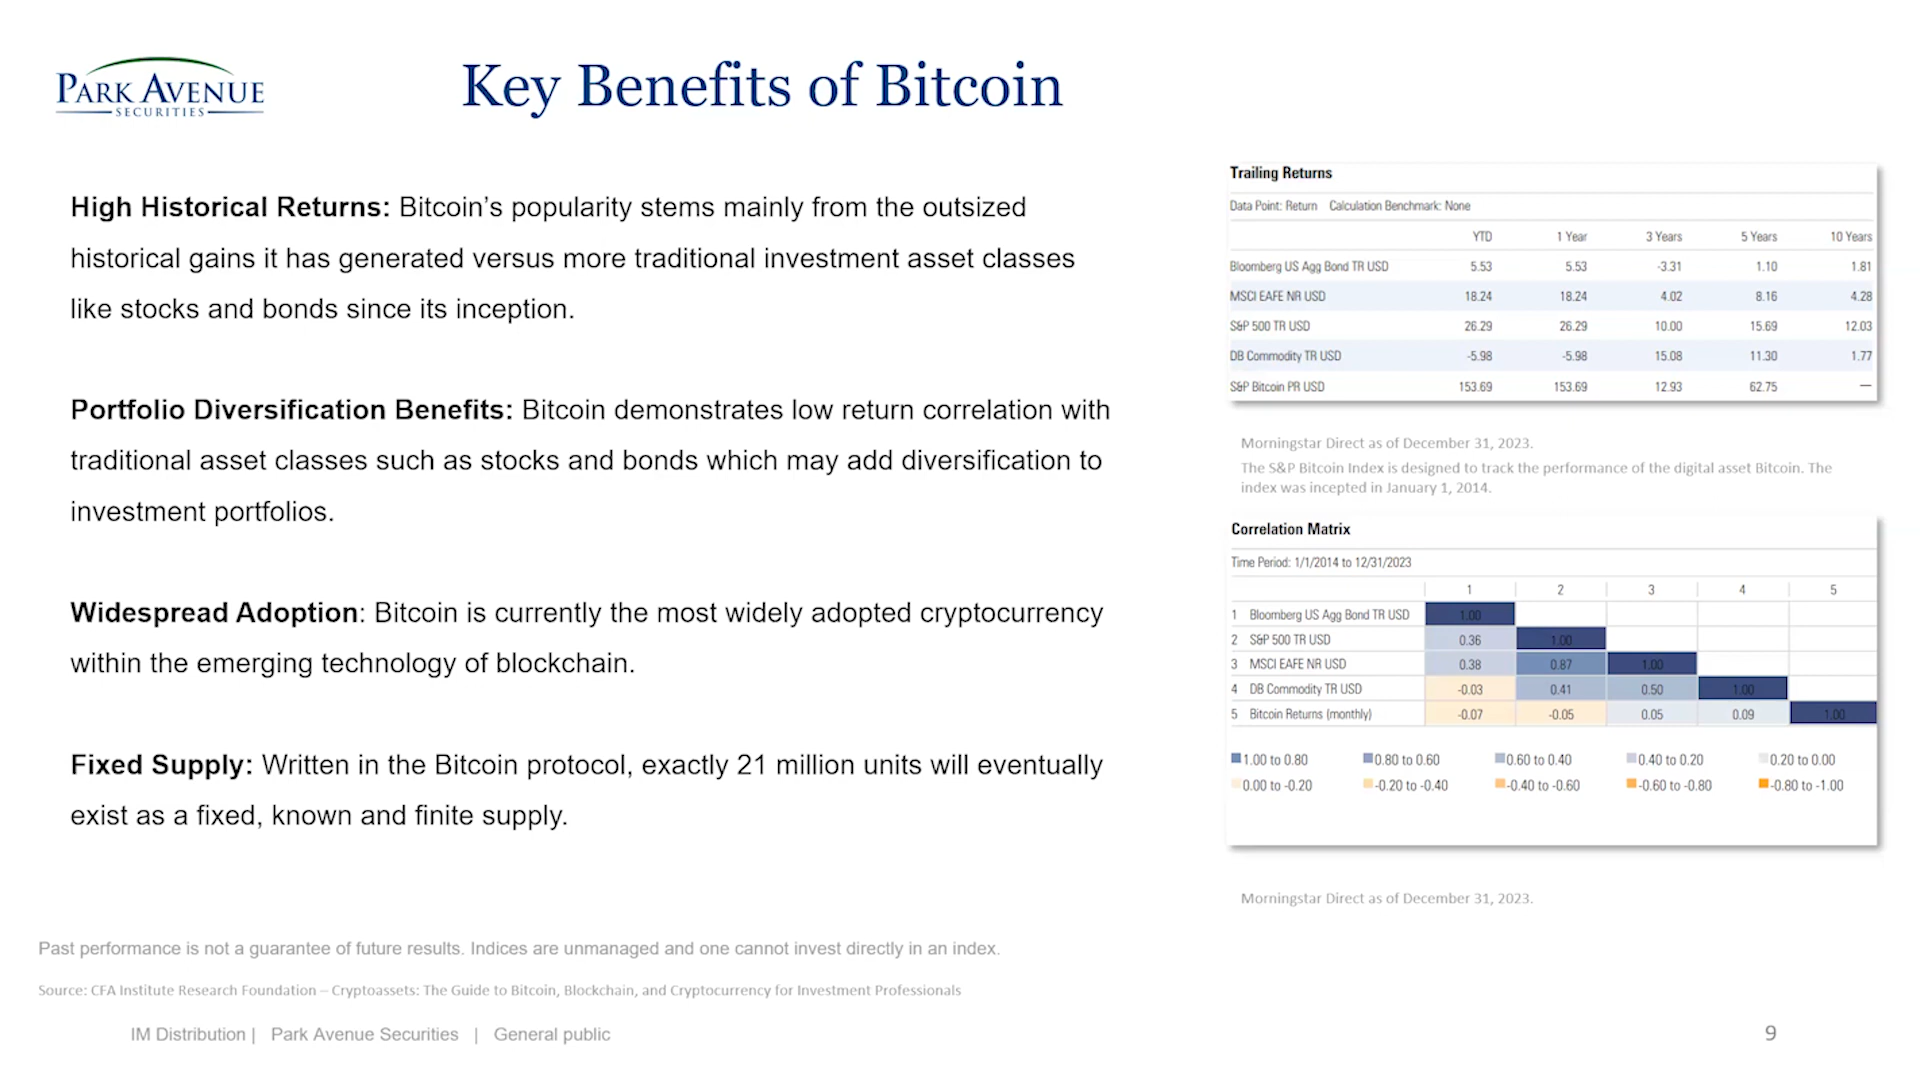 PARK AVENUE
SECURITIES
Key Benefits of Bitcoin
High Historical Returns: Bitcoin’s popularity stems mainly from the outsized
historical gains it has generated versus more traditional investment asset classes
like stocks and bonds since its inception.
Portfolio Diversification Benefits: Bitcoin demonstrates low return correlation with
traditional asset classes such as stocks and bonds which may add diversification to
investment portfolios.
Widespread Adoption: Bitcoin is currently the most widely adopted cryptocurrency
within the emerging technology of blockchain.
Fixed Supply: Written in the Bitcoin protocol, exactly 21 million units will eventually
exist as a fixed, known and finite supply.
Trailing Returns
Data Point: Return Calculation Benchmark: None
YTD 1 Year 3 Years 5 Years 10 Years
Bloomberg US Agg Bond TR USD 5.53 5.53 -3.31 1.10 1.81
MSCI EAFE NR USD 18.24 18.24 4.02 8.16 4.28
S&P 500 TR USD 26.29 26.29 10.00 15.69 12.03
DB Commodity TR USD -5.98 -5.98 15.08 11.30 1.77
S&P Bitcoin PR USD 153.69 153.69 12.93 62.75 —
Morningstar Direct as of December 31, 2023.
The S&P Bitcoin Index is designed to track the performance of the digital asset Bitcoin. The
index was incepted in January 1, 2014.
Correlation Matrix
Time Period: 1/1/2014 to 12/31/2023
1 2 3 4 5
1 Bloomberg US Agg Bond TR USD 1.00
2 S&P 500 TR USD 0.36 1.00
3 MSCI EAFE NR USD 0.38 0.87 1.00
4 DB Commodity TR USD -0.03 0.41 0.50 1.00
5 Bitcoin Returns (monthly) -0.07 -0.05 0.05 0.09 1.00
1.00 to 0.80 0.80 to 0.60 0.60 to 0.40 0.40 to 0.20 0.20 to 0.00
0.00 to -0.20 -0.20 to -0.40 -0.40 to -0.60 -0.60 to -0.80 -0.80 to -1.00
Morningstar Direct as of December 31, 2023.
Past performance is not a guarantee of future results. Indices are unmanaged and one cannot invest directly in an index.
Source: CFA Institute Research Foundation – Cryptoassets: The Guide to Bitcoin, Blockchain, and Cryptocurrency for Investment Professionals
IM Distribution | Park Avenue Securities | General public
9